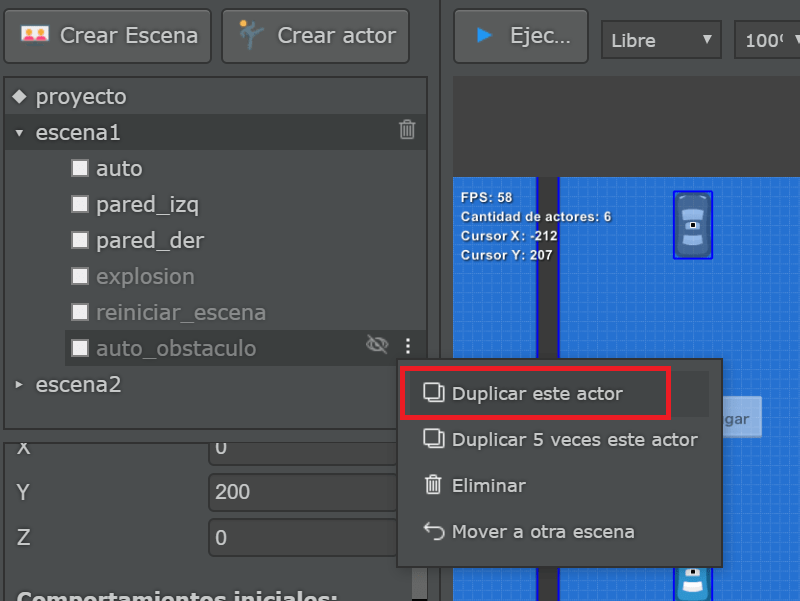 Crear Escena
Crear actor
Ejec...
Libre
100
proyecto
escena1
auto
pared_izq
pared_der
explosion
reiniciar_escena
auto_obstaculo
escena2
FPS: 58
Cantidad de actores: 6
Cursor X: -212
Cursor Y: 207
Duplicar este actor
Duplicar 5 veces este actor
Eliminar
Mover a otra escena
gar
X
0
Y
200
Z
0
Comportamientos iniciales: